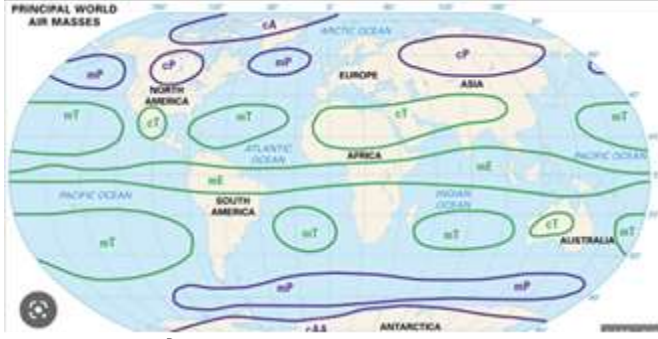 PRINCIPAL WORLD
AIR MASSES
cA
ARCTIC OCEAN
mP
cP
mP
cP
NORTH
AMERICA
EUROPE
ASIA
mT
cT
mT
cT
mT
ATLANTIC
OCEAN
AFRICA
PACIFIC OCEAN
mE
mE
PACIFIC OCEAN
SOUTH
AMERICA
INDIAN
OCEAN
mT
mT
mT
cT
AUSTRALIA
mT
mP
mP
cAA
ANTARCTICA